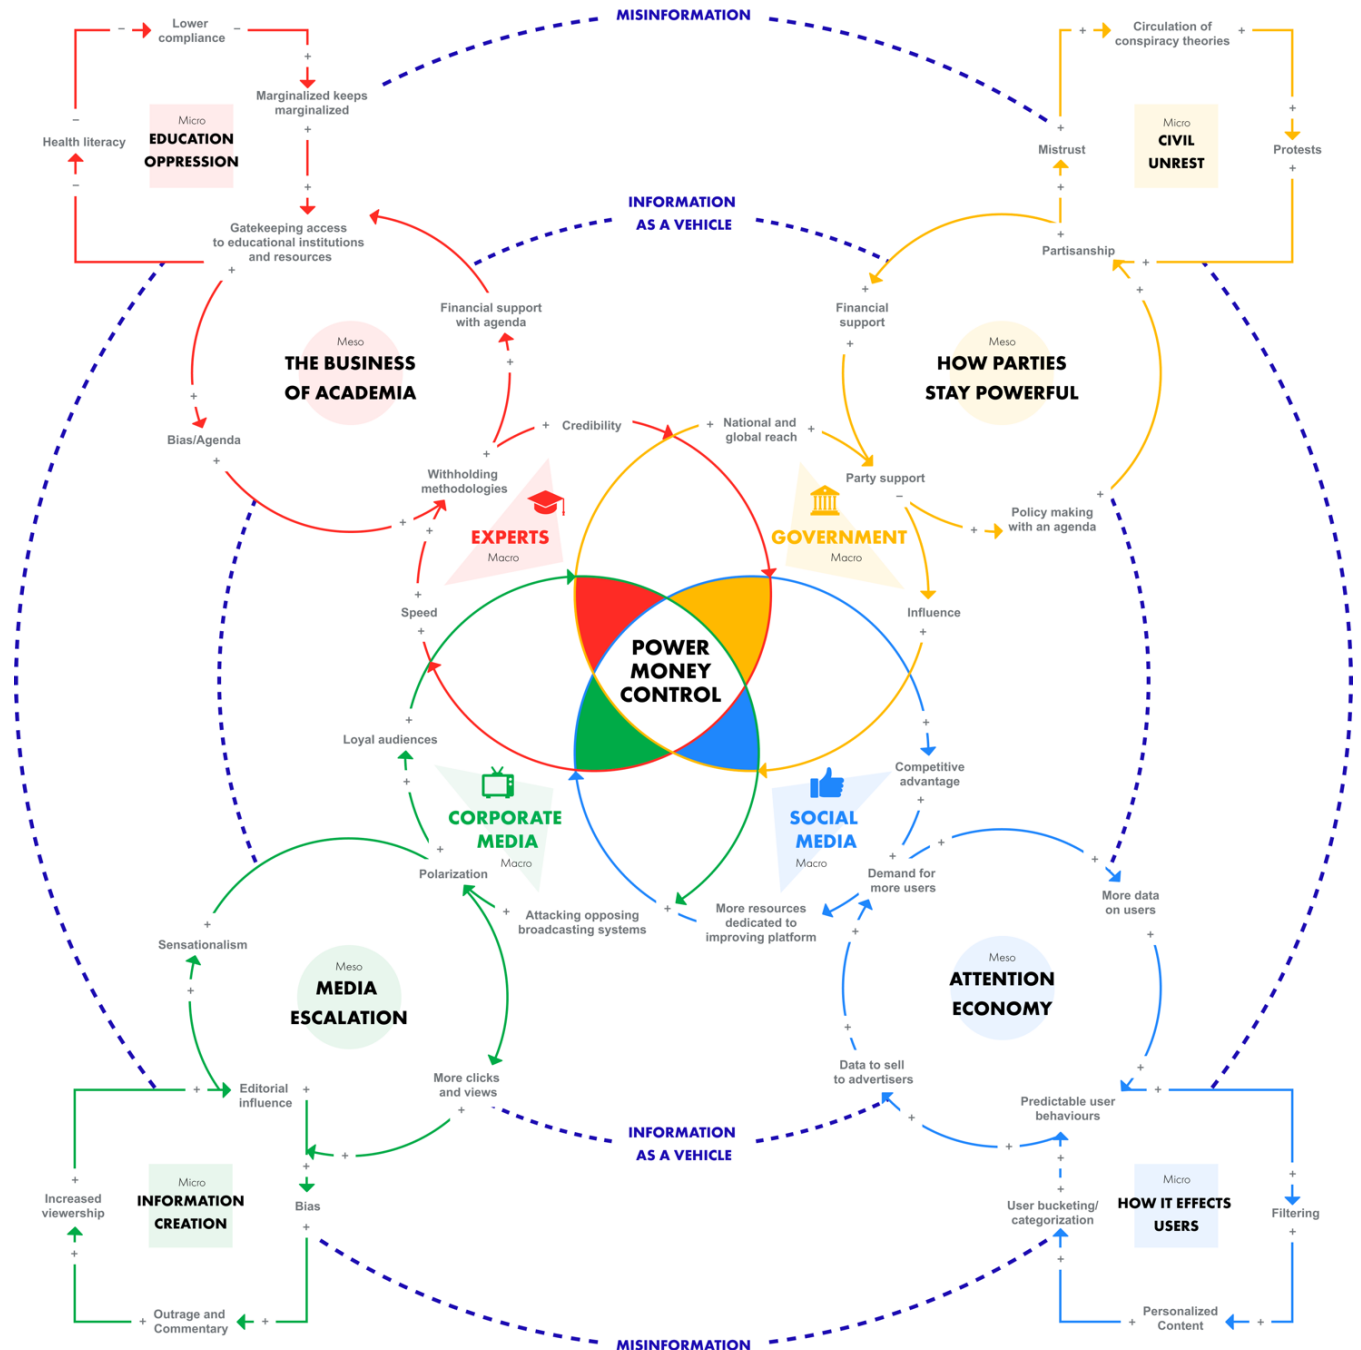 MISINFORMATION
Lower
compliance
Circulation of
conspiracy theories
Marginalized keeps
marginalized
Micro
EDUCATION
OPPRESSION
Health literacy
Micro
CIVIL
UNREST
Mistrust
Protests
INFORMATION
AS A VEHICLE
Gatekeeping access
to educational institutions
and resources
Partisanship
Financial support
with agenda
Financial
support
Meso
THE BUSINESS
OF ACADEMIA
Meso
HOW PARTIES
STAY POWERFUL
Bias/Agenda
Credibility
National and
global reach
Withholding
methodologies
Party support
Policy making
with an agenda
EXPERTS
Macro
GOVERNMENT
Macro
Speed
Influence
POWER
MONEY
CONTROL
Loyal audiences
Competitive
advantage
CORPORATE
MEDIA
Macro
SOCIAL
MEDIA
Macro
Polarization
Demand for
more users
Attacking opposing
broadcasting systems
More resources
dedicated to
improving platform
More data
on users
Sensationalism
Meso
MEDIA
ESCALATION
Meso
ATTENTION
ECONOMY
More clicks
and views
Data to sell
to advertisers
Editorial
influence
Predictable user
behaviours
INFORMATION
AS A VEHICLE
Increased
viewership
Micro
INFORMATION
CREATION
Bias
User bucketing/
categorization
Micro
HOW IT EFFECTS
USERS
Filtering
Outrage and
Commentary
Personalized
Content
MISINFORMATION